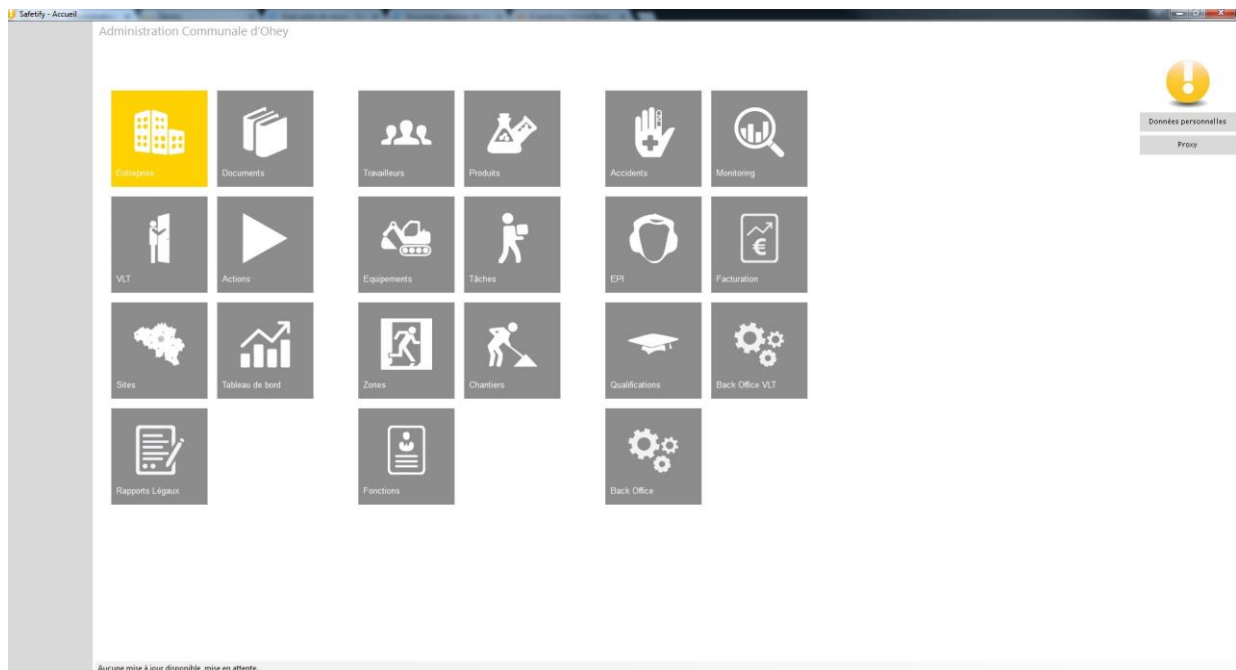 Safetify - Accueil
Administration Communale d'Ohey
Données personnelles
Proxy
Entreprise
Documents
Travailleurs
Produits
Accidents
Monitoring
VLT
Actions
Equipements
Tâches
EPI
Facturation
Sites
Tableau de bord
Zones
Chantiers
Qualifications
Back Office VLT
Rapports Légaux
Fonctions
Back Office
Aucune mise à jour disponible, mise en attente.